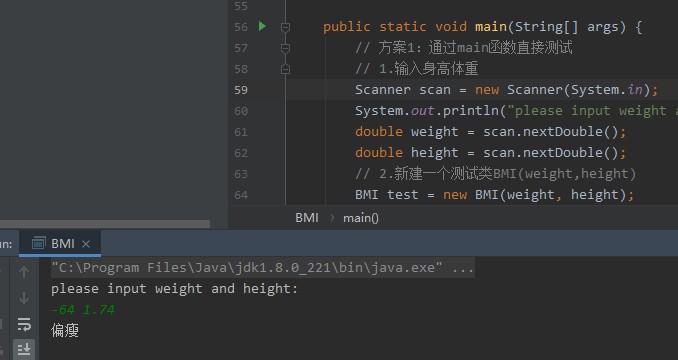 55
56 public static void main(String[] args) {
57 // 方案1：通过main函数直接测试
58 // 1.输入身高体重
59 Scanner scan = new Scanner(System.in);
60 System.out.println("please input weight a
61 double weight = scan.nextDouble();
62 double height = scan.nextDouble();
63 // 2.新建一个测试类BMI(weight,height)
64 BMI test = new BMI(weight, height);
BMI › main()
un: BMI ×
"C:\Program Files\Java\jdk1.8.0_221\bin\java.exe" ...
please input weight and height:
-64 1.74
偏瘦